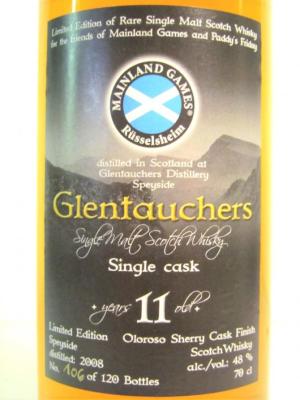 Limited Edition of Rare Single Malt Scotch Whisky
for the friends of Mainland Games and Paddy's Friday
MAINLAND GAMES®
Rüsselsheim
distilled in Scotland at
Glentauchers Distillery
Speyside
Glentauchers
Single Malt Scotch Whisky
Single cask
years 11 old
Limited Edition
Speyside
distilled: 2008
No. 106 of 120 Bottles
Oloroso Sherry Cask Finish
Scotch Whisky
alc./vol.: 48 %
70 cl